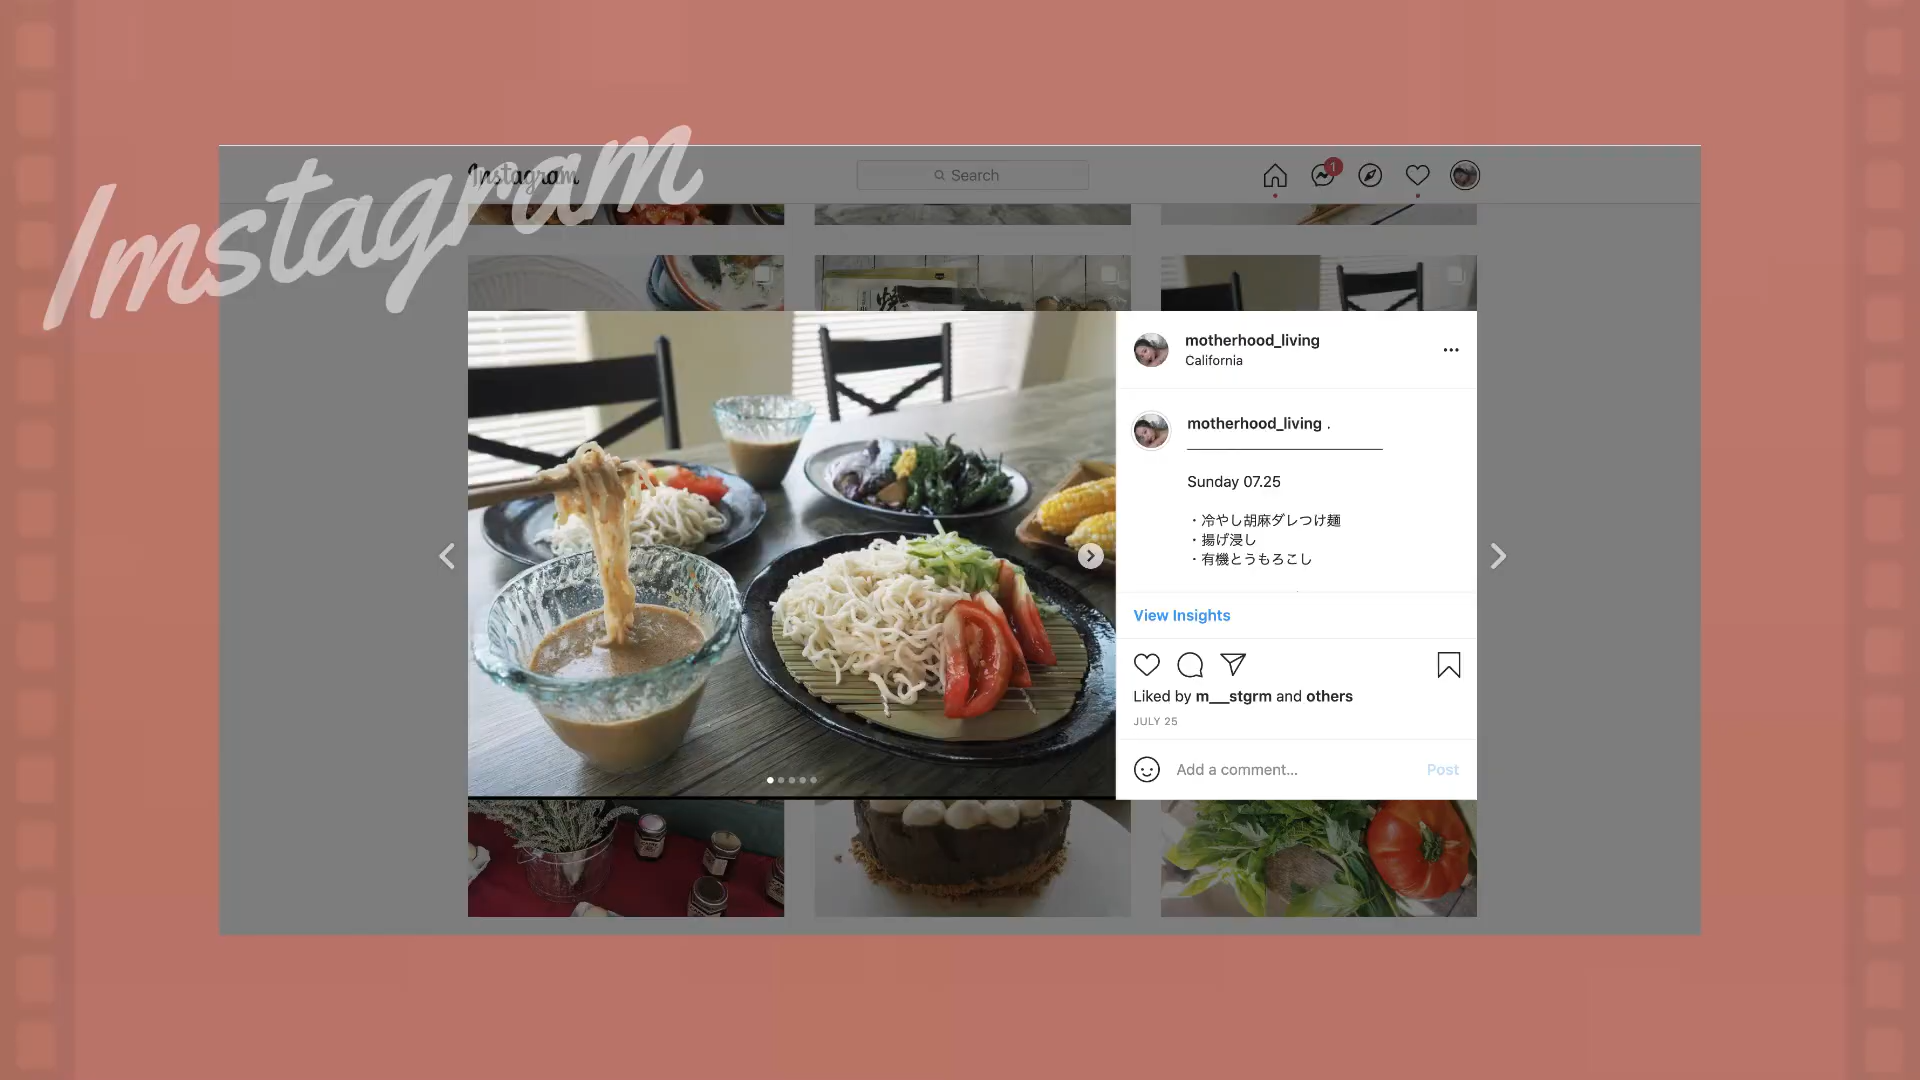 Imstagram
Instagram
Search
1
motherhood_living
California
motherhood_living .
Sunday 07.25
・冷やし胡麻ダレつけ麺
・揚げ浸し
・有機とうもろこし
View Insights
Liked by m__stgrm and others
JULY 25
Add a comment...
Post